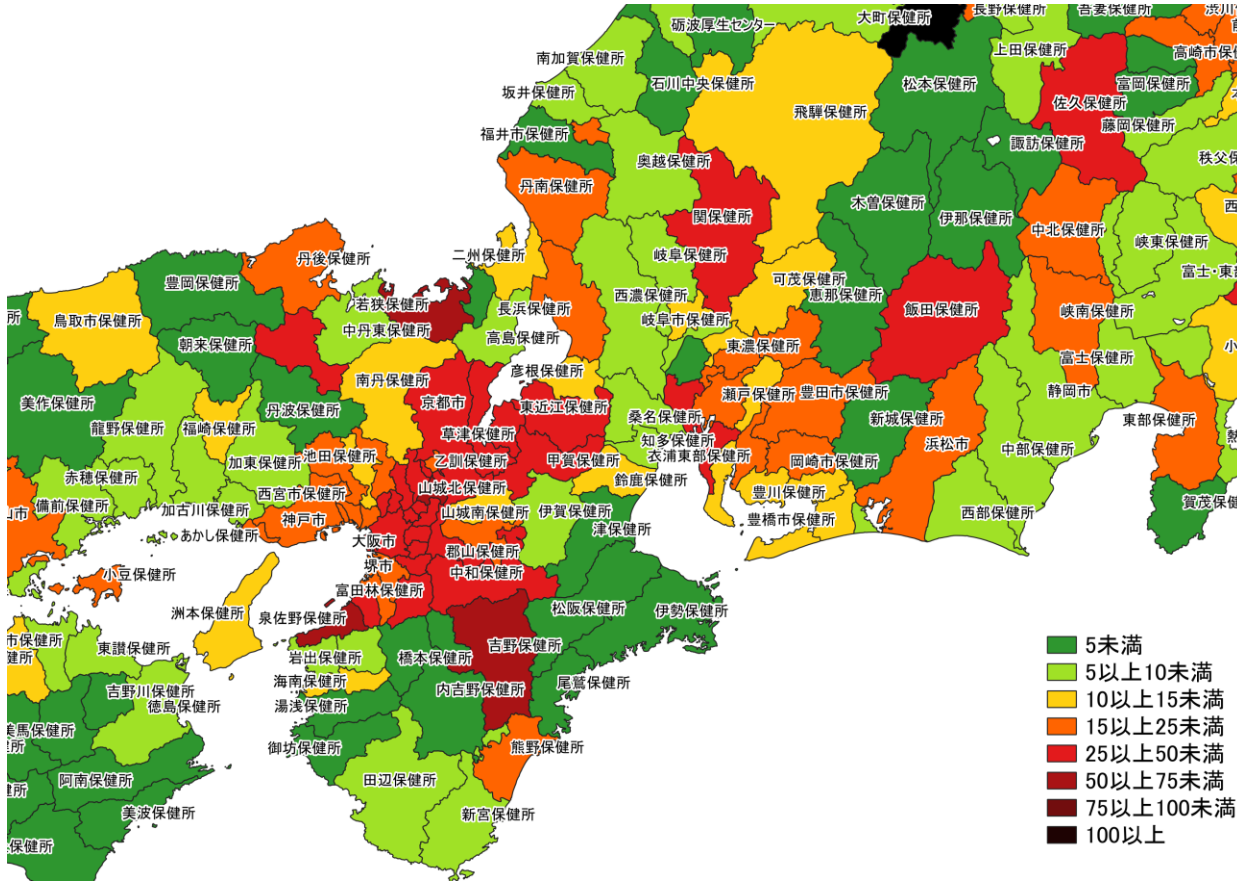 砺波厚生センター
大町保健所
長野保健所
吾妻保健所
南加賀保健所
石川中央保健所
松本保健所
上田保健所
高崎市保健
坂井保健所
飛騨保健所
佐久保健所
富岡保健所
福井市保健所
藤岡保健所
奥越保健所
諏訪保健所
秩父保
丹南保健所
関保健所
木曽保健所
伊那保健所
中北保健所
峡東保健所
丹後保健所
二州保健所
岐阜保健所
富士・東部
豊岡保健所
若狭保健所
長浜保健所
西濃保健所
可茂保健所
恵那保健所
飯田保健所
峡南保健所
鳥取市保健所
中丹東保健所
高島保健所
岐阜市保健所
朝来保健所
東濃保健所
富士保健所
南丹保健所
彦根保健所
瀬戸保健所
豊田市保健所
静岡市
美作保健所
丹波保健所
京都市
東近江保健所
桑名保健所
新城保健所
東部保健所
龍野保健所
福崎保健所
草津保健所
知多保健所
浜松市
中部保健所
加東保健所
池田保健所
乙訓保健所
甲賀保健所
衣浦東部保健所
岡崎市保健所
赤穂保健所
西宮市保健所
山城北保健所
鈴鹿保健所
豊川保健所
備前保健所
加古川保健所
神戸市
山城南保健所
伊賀保健所
豊橋市保健所
西部保健所
賀茂保健
山市
あかし保健所
大阪市
郡山保健所
津保健所
小豆保健所
堺市
中和保健所
富田林保健所
洲本保健所
泉佐野保健所
松阪保健所
伊勢保健所
市保健所
東讃保健所
岩出保健所
橋本保健所
吉野保健所
吉野川保健所
海南保健所
内吉野保健所
尾鷲保健所
徳島保健所
湯浅保健所
美馬保健所
御坊保健所
熊野保健所
阿南保健所
田辺保健所
美波保健所
新宮保健所
保健所
5未満
5以上10未満
10以上15未満
15以上25未満
25以上50未満
50以上75未満
75以上100未満
100以上